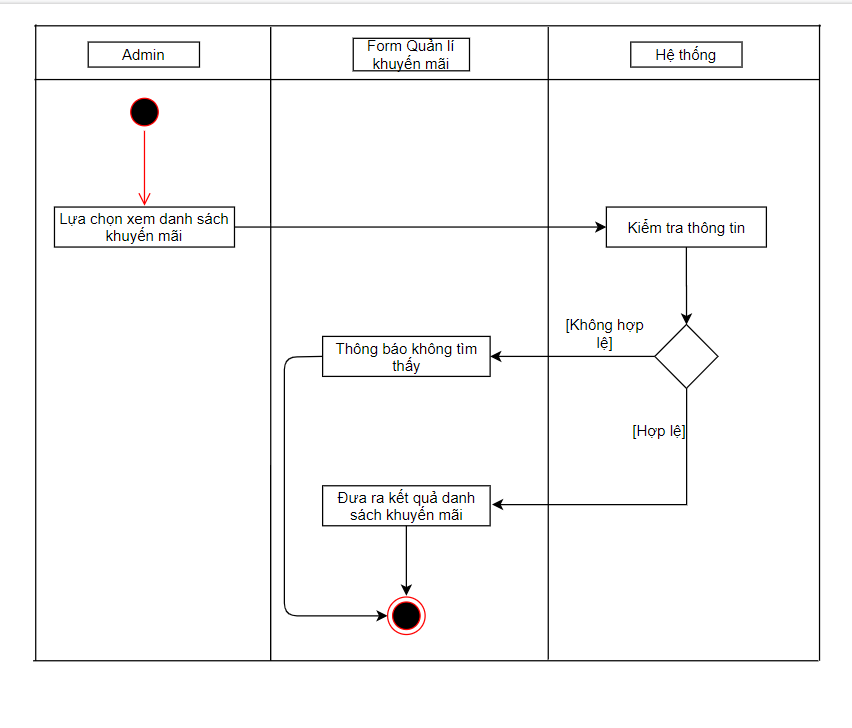 Admin
Form Quản lí
khuyến mãi
Hệ thống
Lựa chọn xem danh sách
khuyến mãi
Kiểm tra thông tin
[Không hợp
lệ]
Thông báo không tìm
thấy
[Hợp lệ]
Đưa ra kết quả danh
sách khuyến mãi